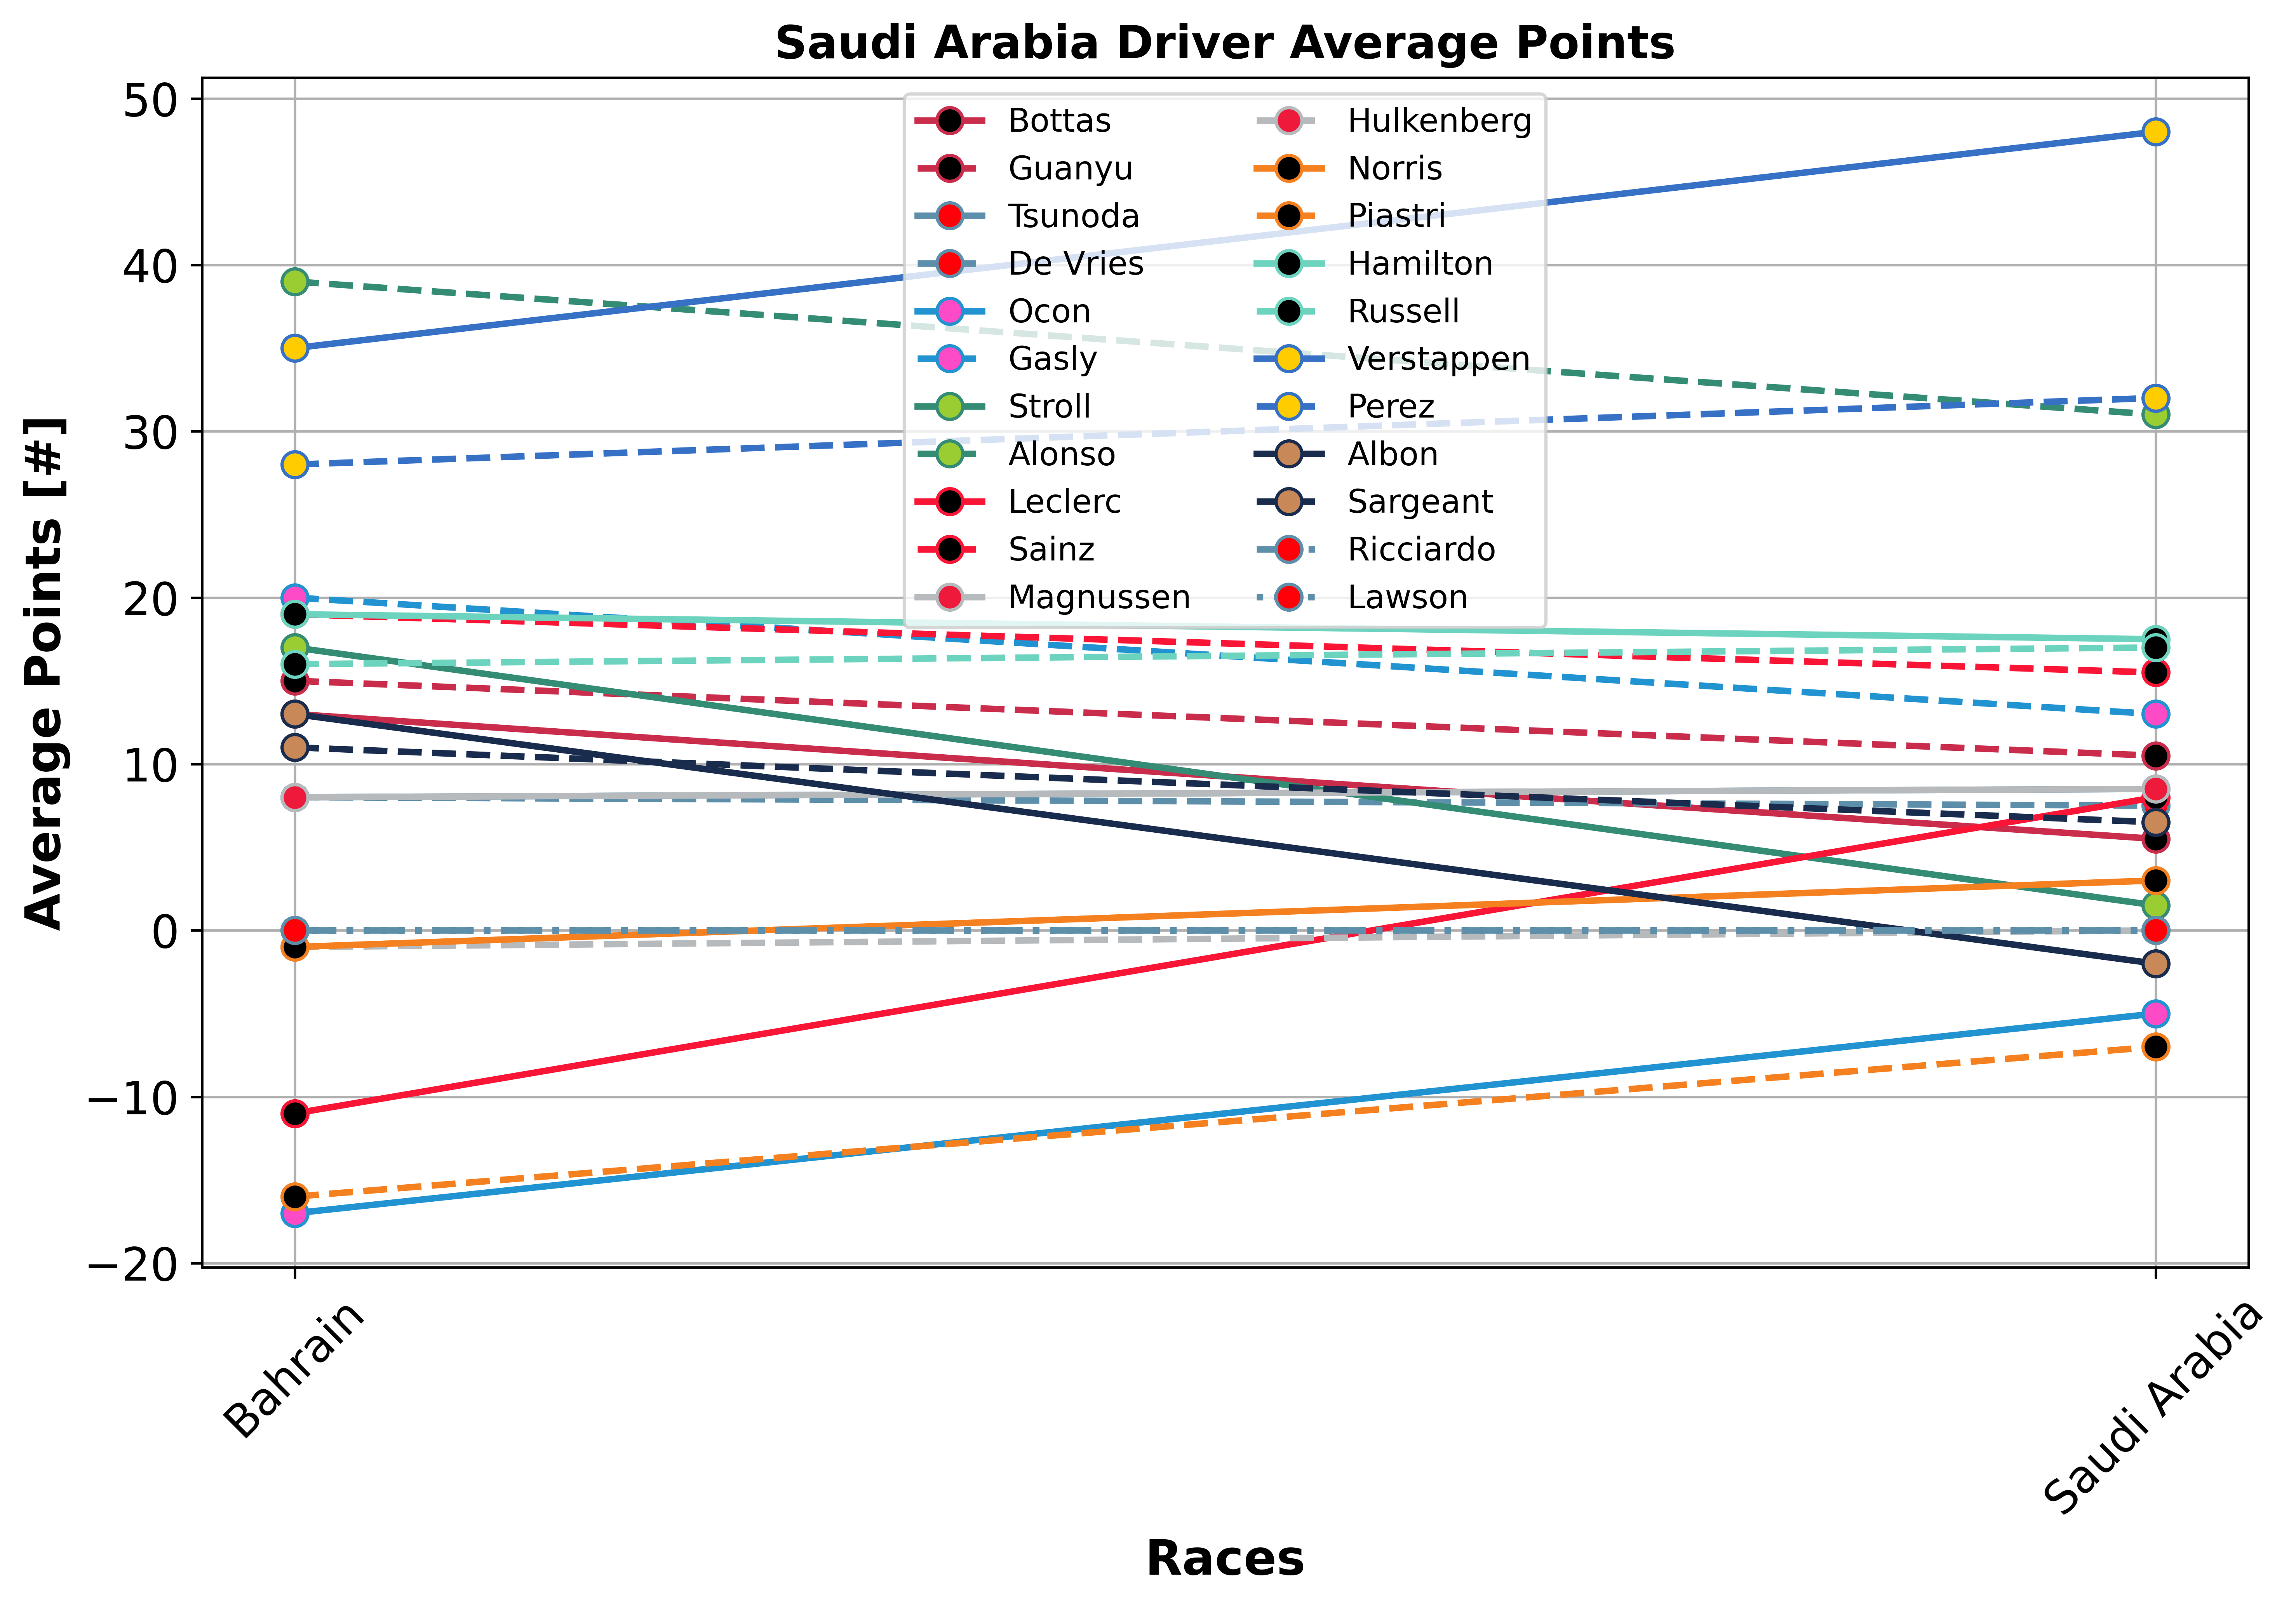 Saudi Arabia Driver Average Points
Average Points [#]
50
40
30
20
10
0
−10
−20
Bottas
Guanyu
Tsunoda
De Vries
Ocon
Gasly
Stroll
Alonso
Leclerc
Sainz
Magnussen
Hulkenberg
Norris
Piastri
Hamilton
Russell
Verstappen
Perez
Albon
Sargeant
Ricciardo
Lawson
Bahrain
Saudi Arabia
Races